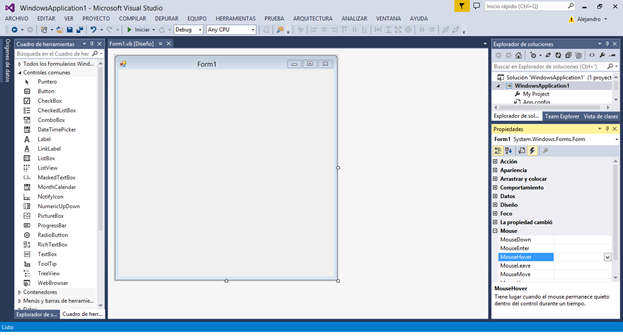 WindowsApplication1 - Microsoft Visual Studio
Inicio rápido (Ctrl+')
ARCHIVO EDITAR VER PROYECTO COMPILAR DEPURAR EQUIPO HERRAMIENTAS PRUEBA ARQUITECTURA ANALIZAR VENTANA AYUDA
Alejandro
Iniciar
Debug
Any CPU
Orígenes de datos
Cuadro de herramientas
Buscar en el Cuadro de her
Todos los formularios Windows
Controles comunes
Puntero
Button
CheckBox
CheckedListBox
ComboBox
DateTimePicker
Label
LinkLabel
ListBox
ListView
MaskedTextBox
MonthCalendar
NotifyIcon
NumericUpDown
PictureBox
ProgressBar
RadioButton
RichTextBox
TextBox
ToolTip
TreeView
WebBrowser
Contenedores
Menús y barras de herramient
Explorador de s...
Cuadro de herr...
Form1.vb [Diseño]
Form1
Explorador de soluciones
Buscar en Explorador de soluciones (Ctrl+')
Solución 'WindowsApplication1' (1 proyect
WindowsApplication1
My Project
App.config
Explorador de sol...
Team Explorer
Vista de clases
Propiedades
Form1 System.Windows.Forms.Form
Acción
Apariencia
Arrastrar y colocar
Comportamiento
Datos
Diseño
Foco
La propiedad cambió
Mouse
MouseDown
MouseEnter
MouseHover
MouseLeave
MouseMove
MouseHover
Tiene lugar cuando el mouse permanece quieto
dentro del control durante un tiempo.
Listo